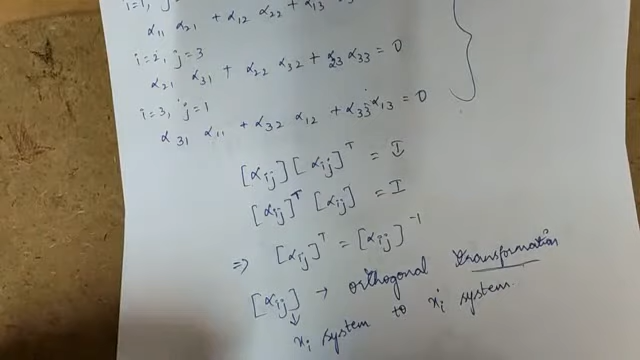 i=1, j
α₁₁ α₂₁ + α₁₂ α₂₂ + α₁₃
i=2, j=3
α₂₁ α₃₁ + α₂₂ α₃₂ + α₂₃ α₃₃ = 0
i=3, j=1
α₃₁ α₁₁ + α₃₂ α₁₂ + α₃₃ α₁₃ = 0
[αᵢⱼ][αᵢⱼ]ᵀ = I
[αᵢⱼ]ᵀ [αᵢⱼ] = I
⇒ [αᵢⱼ]ᵀ = [αᵢⱼ]⁻¹
[αᵢⱼ] → orthogonal transformation
↓
xᵢ system to xᵢ' system.